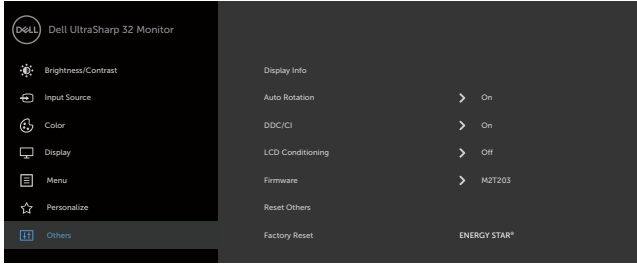 DELL Dell UltraSharp 32 Monitor
Brightness/Contrast Display Info
Input Source Auto Rotation On
Color DDC/CI On
Display LCD Conditioning Off
Menu Firmware M2T203
Personalize Reset Others
Others Factory Reset ENERGY STAR®